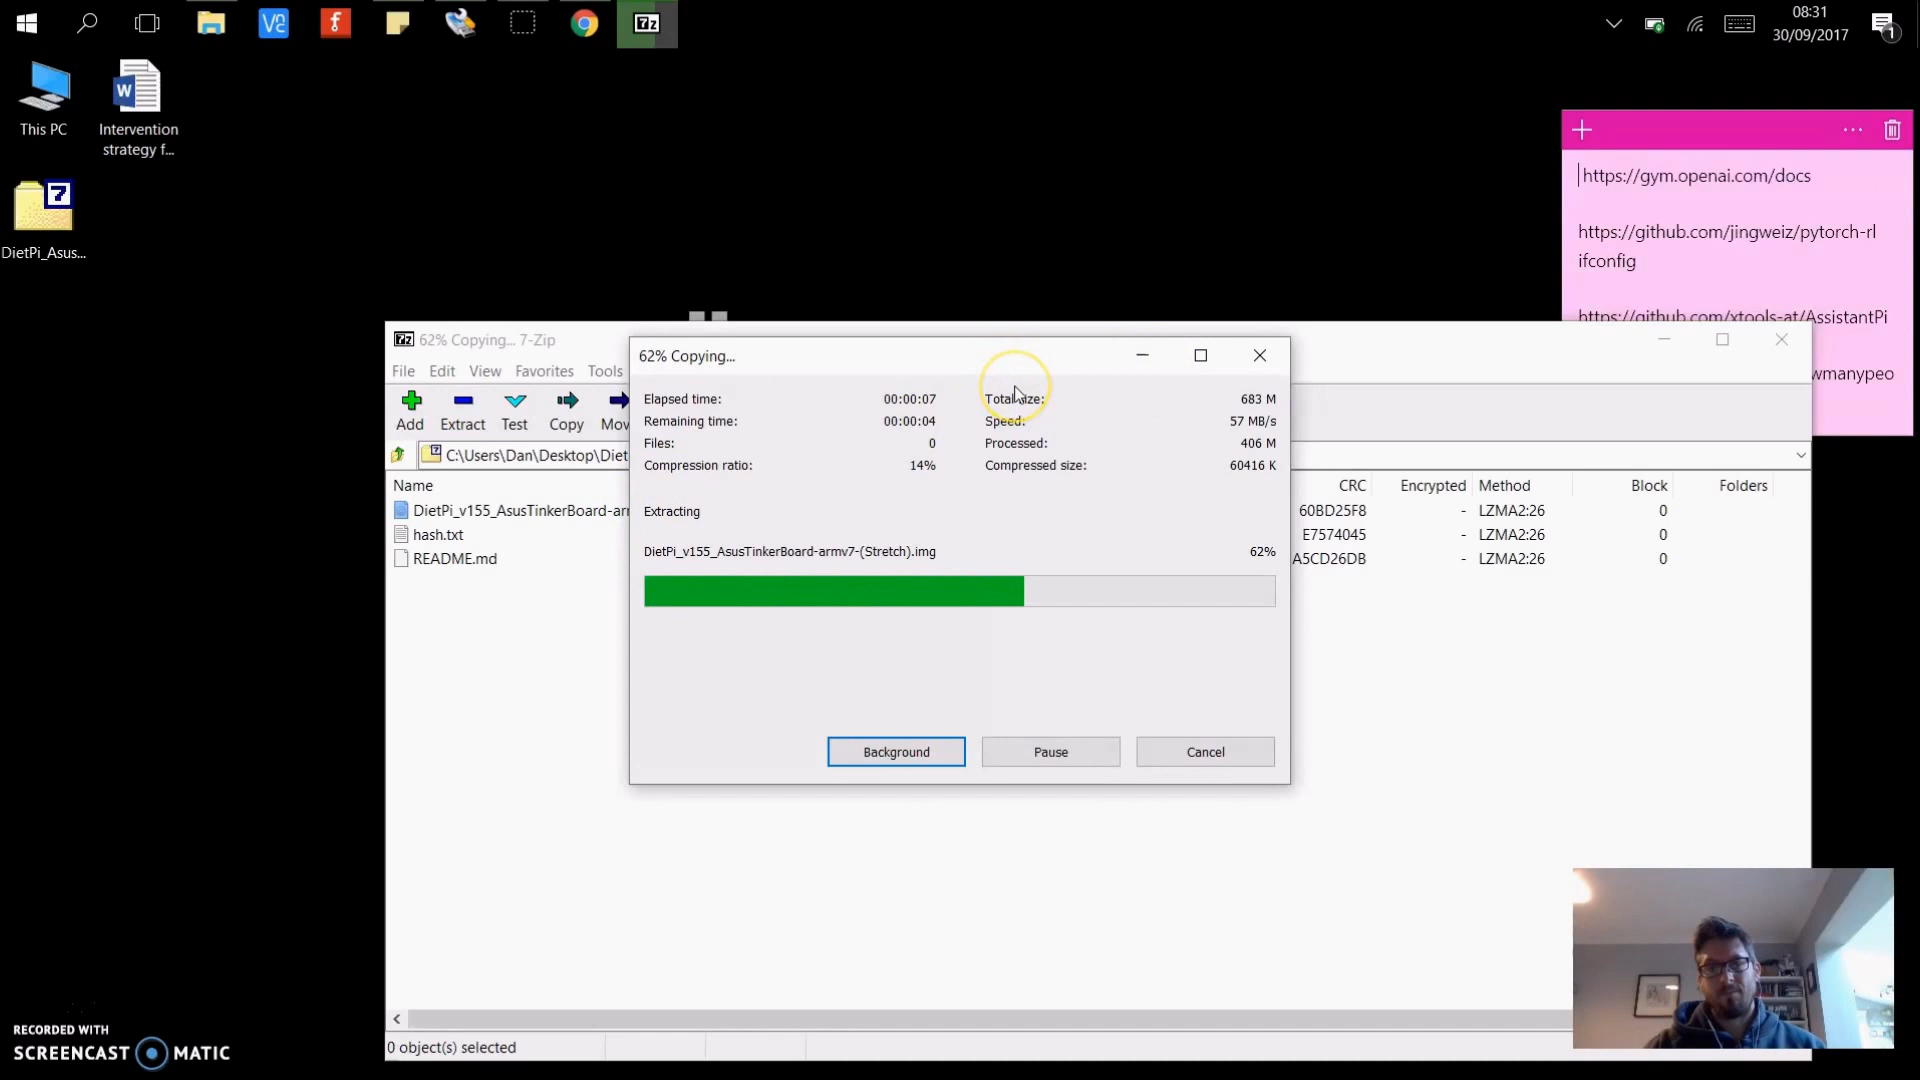 08:31
30/09/2017
1
VC
f
7z
This PC
Intervention
strategy f...
7
DietPi_Asus...
https://gym.openai.com/docs
https://github.com/jingweiz/pytorch-rl
ifconfig
https://github.com/xtools-at/AssistantPi
wmanypeo
7z 62% Copying... 7-Zip
File Edit View Favorites Tools
Add Extract Test Copy Mov
C:\Users\Dan\Desktop\Diet
Name CRC Encrypted Method Block Folders
DietPi_v155_AsusTinkerBoard-arm 60BD25F8 - LZMA2:26 0
hash.txt E7574045 - LZMA2:26 0
README.md A5CD26DB - LZMA2:26 0
62% Copying...
Elapsed time: 00:00:07 Total size: 683 M
Remaining time: 00:00:04 Speed: 57 MB/s
Files: 0 Processed: 406 M
Compression ratio: 14% Compressed size: 60416 K
Extracting
DietPi_v155_AsusTinkerBoard-armv7-(Stretch).img 62%
Background Pause Cancel
0 object(s) selected
RECORDED WITH
SCREENCAST MATIC